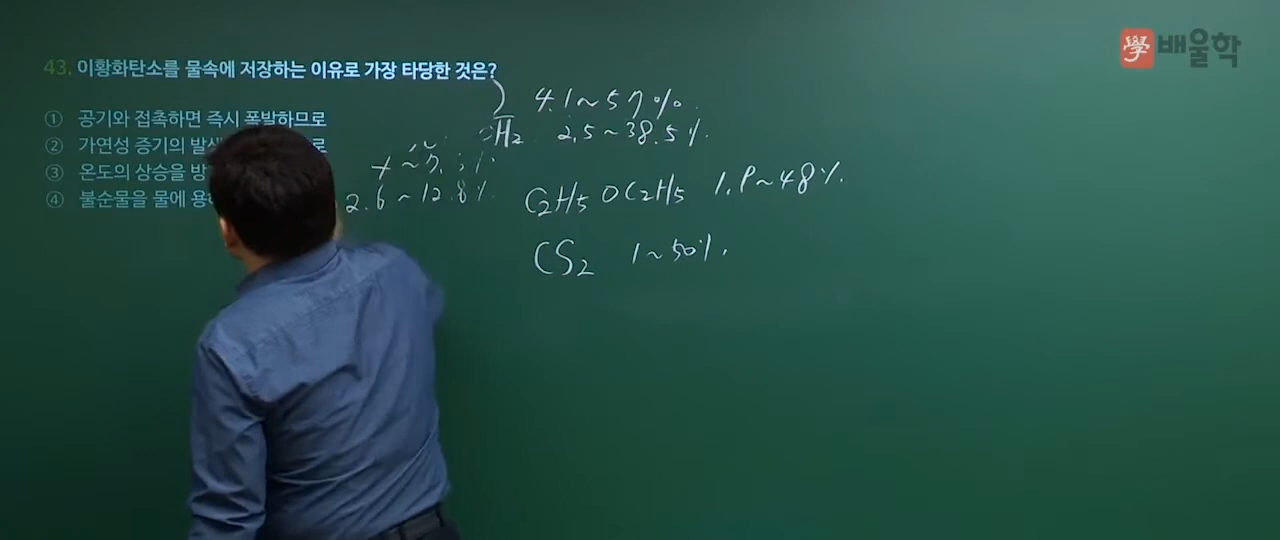 學 배울학
43. 이황화탄소를 물속에 저장하는 이유로 가장 타당한 것은?
① 공기와 접촉하면 즉시 폭발하므로
② 가연성 증기의
③ 온도의 상승을
④ 불순물을 물에
4.1~57%.
H2 2.5~38.5%.
2.6~12.8%.
C2H5OC2H5 1.9~48%.
CS2 1~50%.